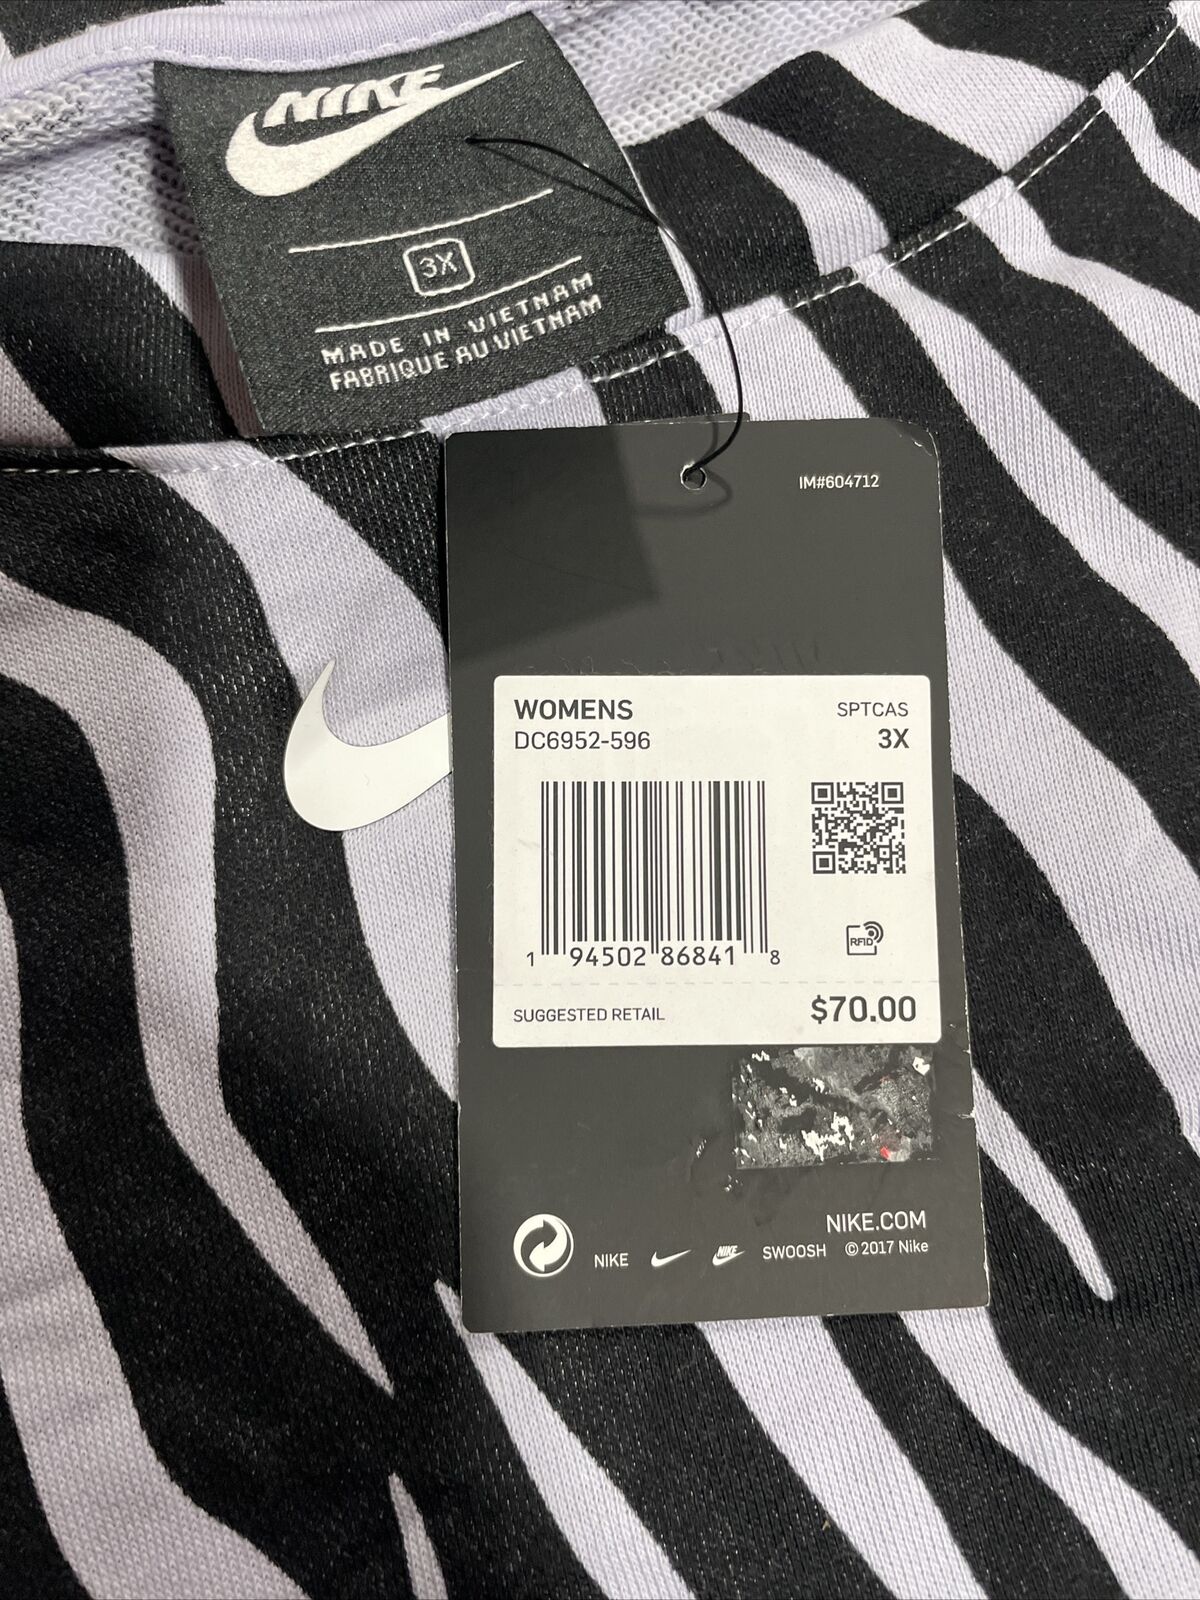 NIKE
3X
MADE IN VIETNAM
FABRIQUE AU VIETNAM
IM#604712
WOMENS SPTCAS
DC6952-596 3X
RFID
1 94502 86841 8
SUGGESTED RETAIL $70.00
NIKE.COM
NIKE NIKE SWOOSH © 2017 Nike